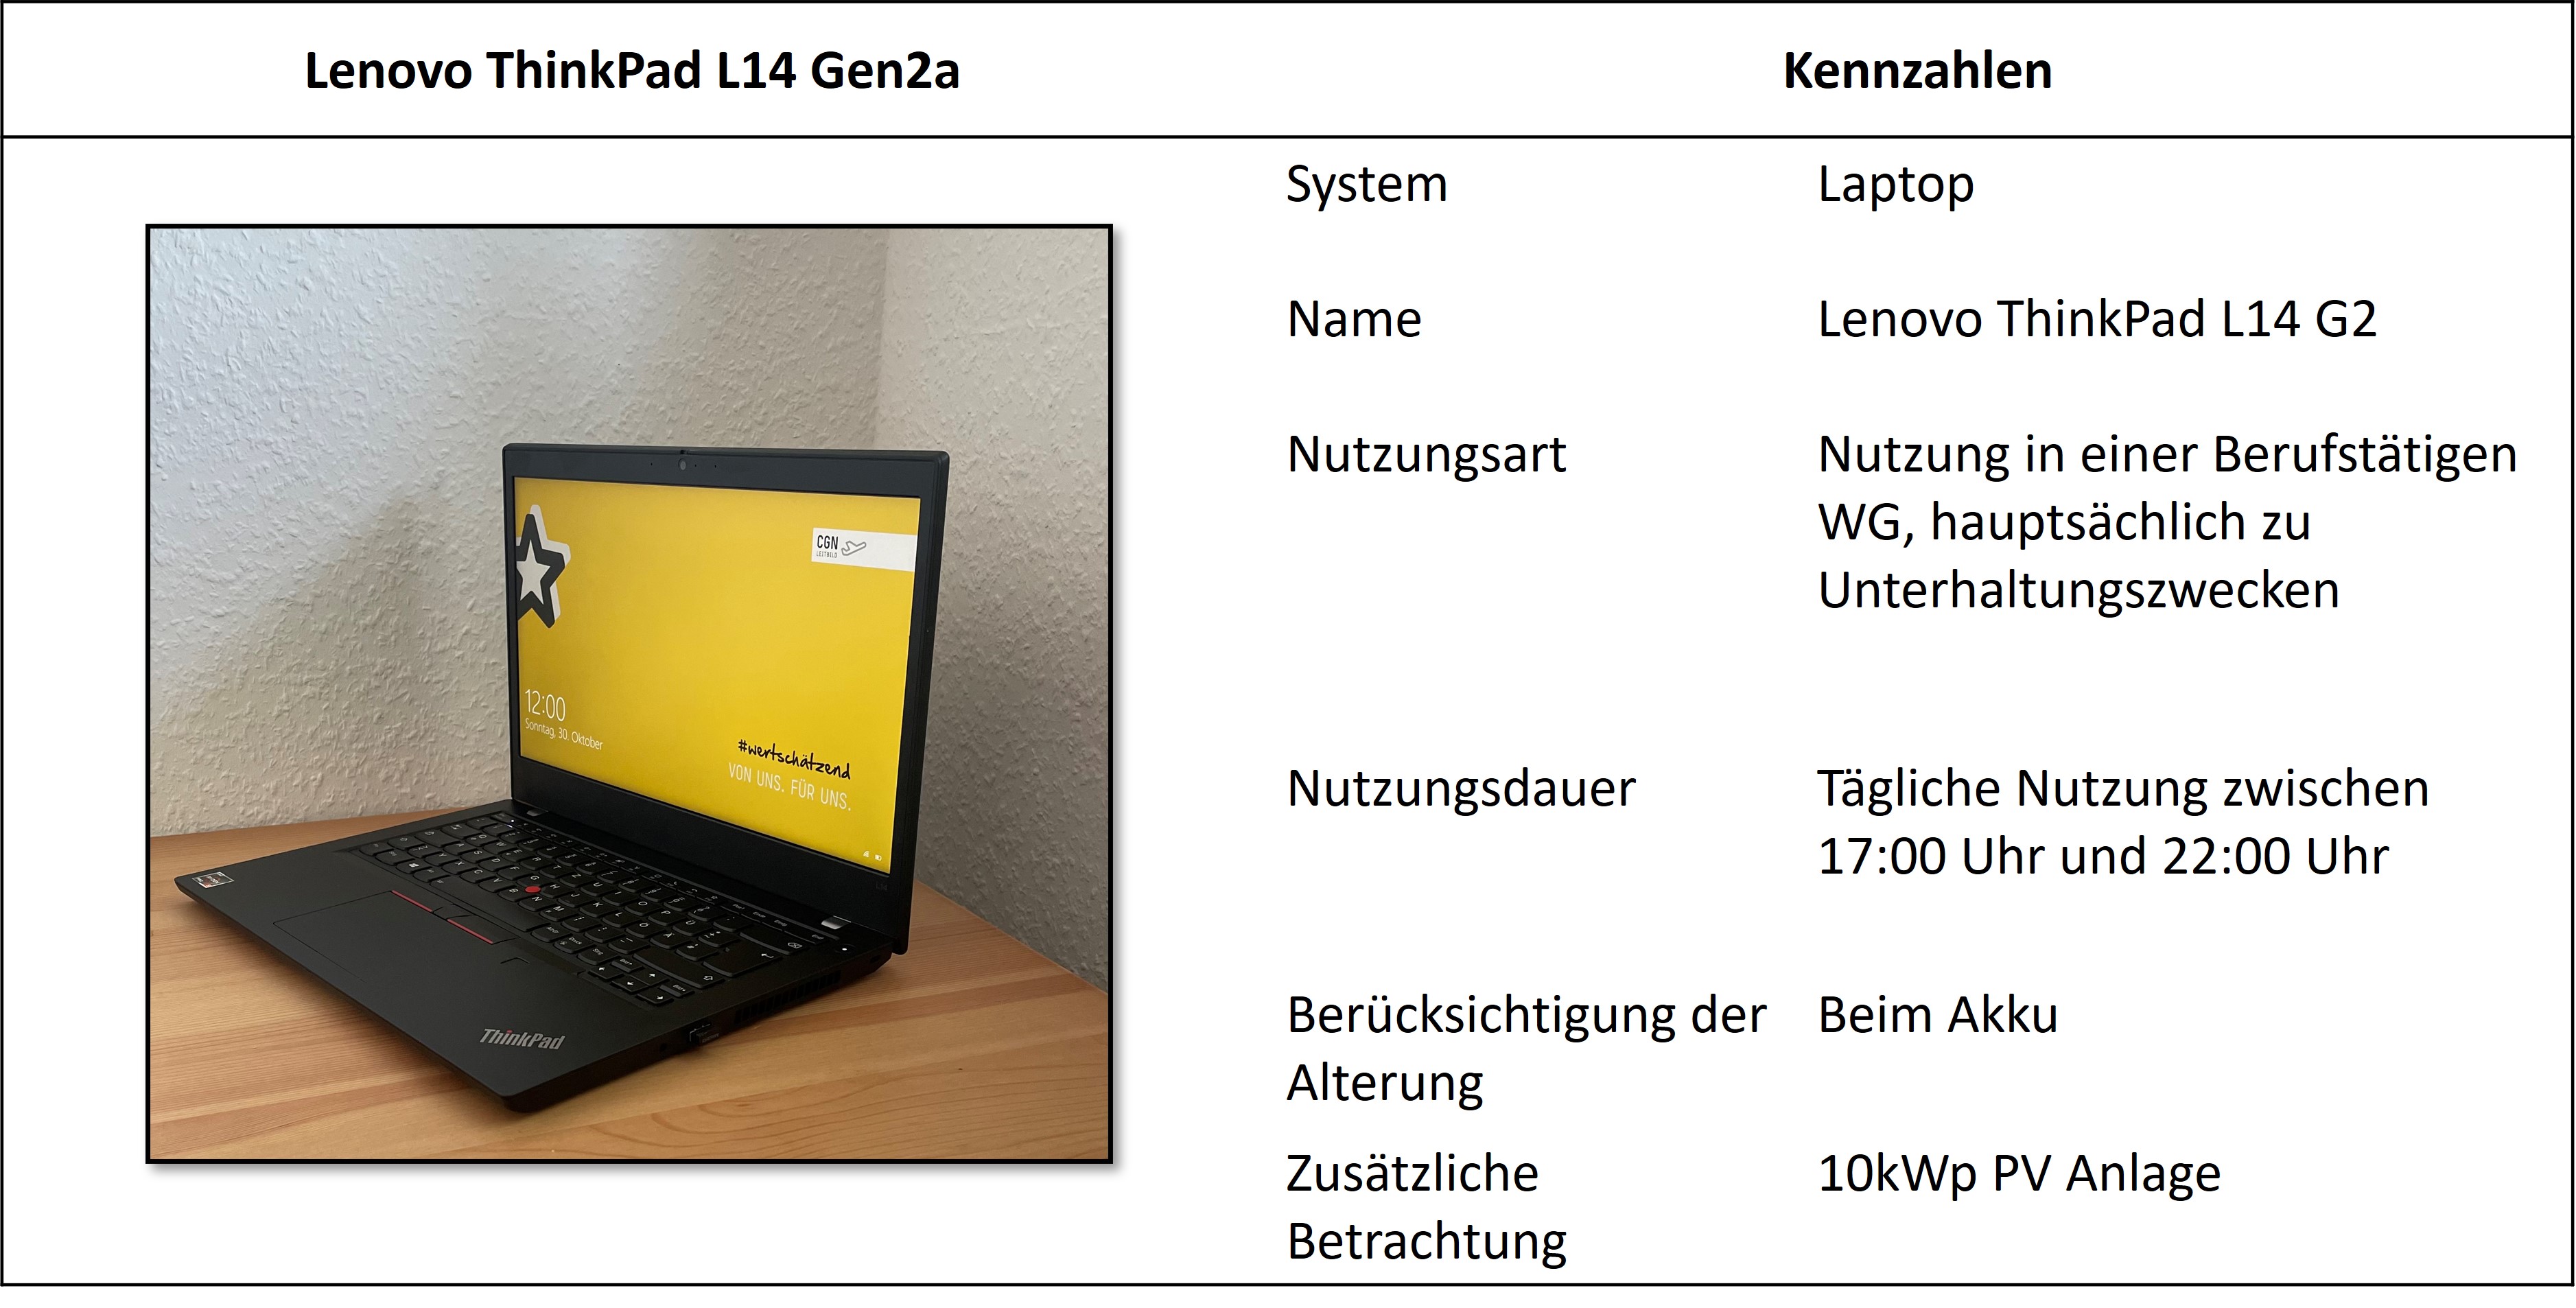 Lenovo ThinkPad L14 Gen2a
Kennzahlen
System
Laptop
Name
Lenovo ThinkPad L14 G2
Nutzungsart
Nutzung in einer Berufstätigen
WG, hauptsächlich zu
Unterhaltungszwecken
Nutzungsdauer
Tägliche Nutzung zwischen
17:00 Uhr und 22:00 Uhr
Berücksichtigung der
Alterung
Beim Akku
Zusätzliche
Betrachtung
10kWp PV Anlage
CGN
LEITBILD
12:00
Sonntag, 30. Oktober
#wertschätzend
VON UNS. FÜR UNS.
L14
ThinkPad